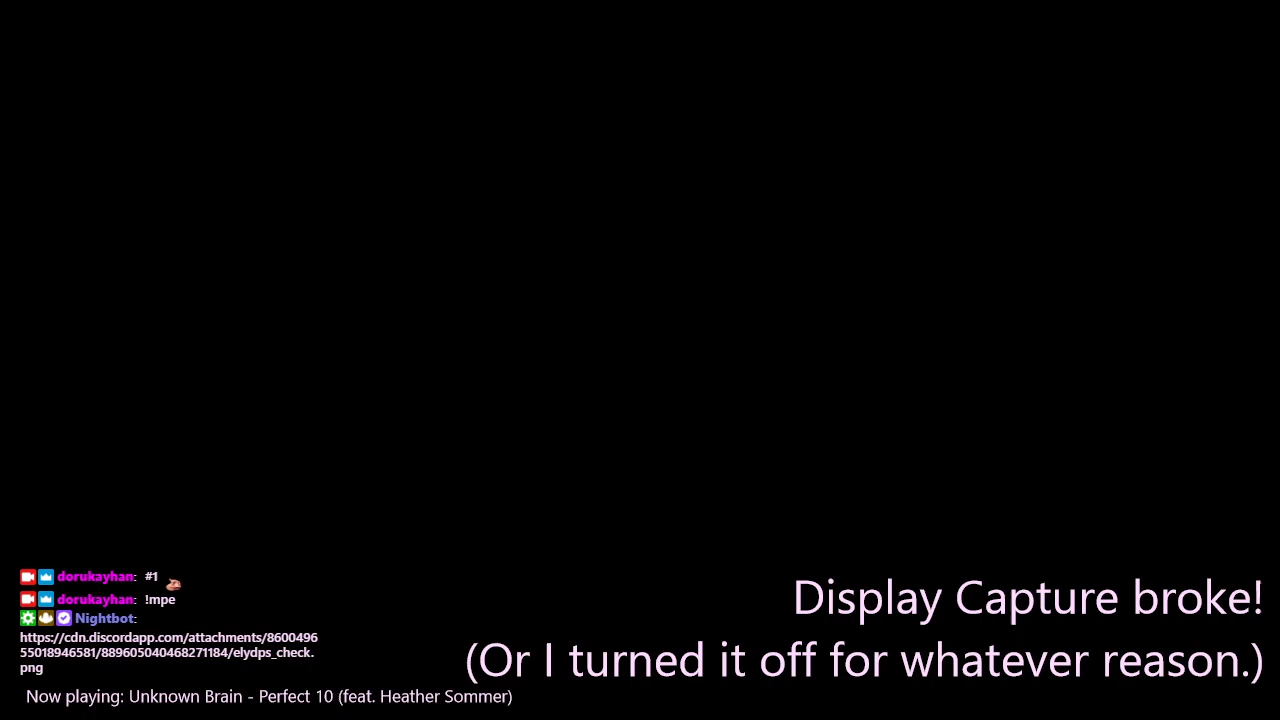 dorukayhan: #1
dorukayhan: !mpe
Nightbot:
https://cdn.discordapp.com/attachments/8600496
55018946581/889605040468271184/elydps_check.
png
Display Capture broke!
(Or I turned it off for whatever reason.)
Now playing: Unknown Brain - Perfect 10 (feat. Heather Sommer)